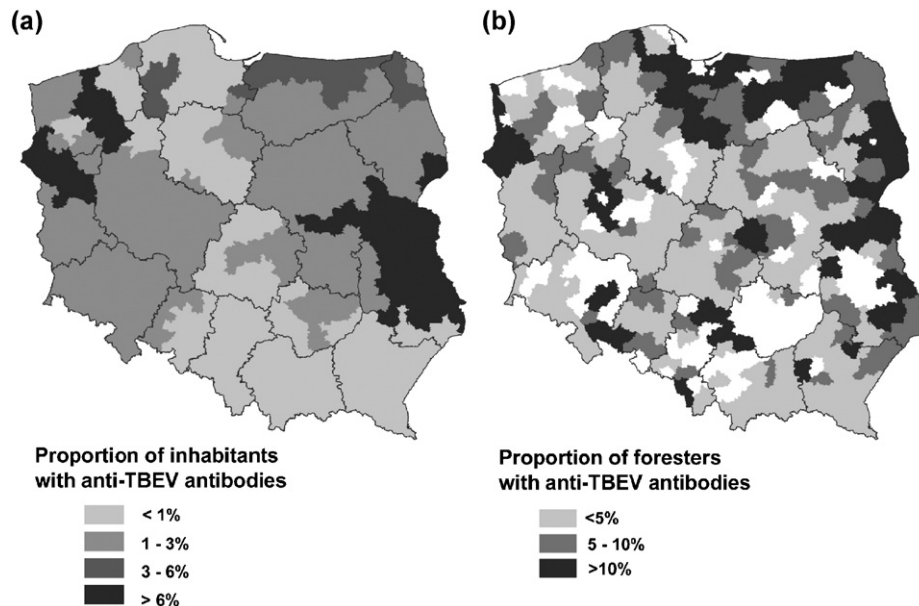 (a)
(b)
Proportion of inhabitants
with anti-TBEV antibodies
< 1%
1 - 3%
3 - 6%
> 6%
Proportion of foresters
with anti-TBEV antibodies
<5%
5 - 10%
>10%